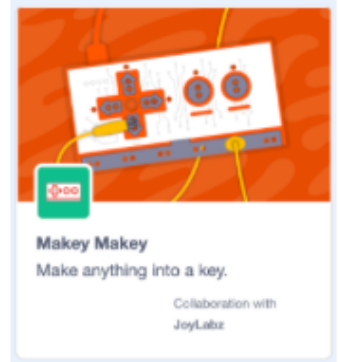 Makey Makey
Make anything into a key.
Collaboration with
JoyLabz